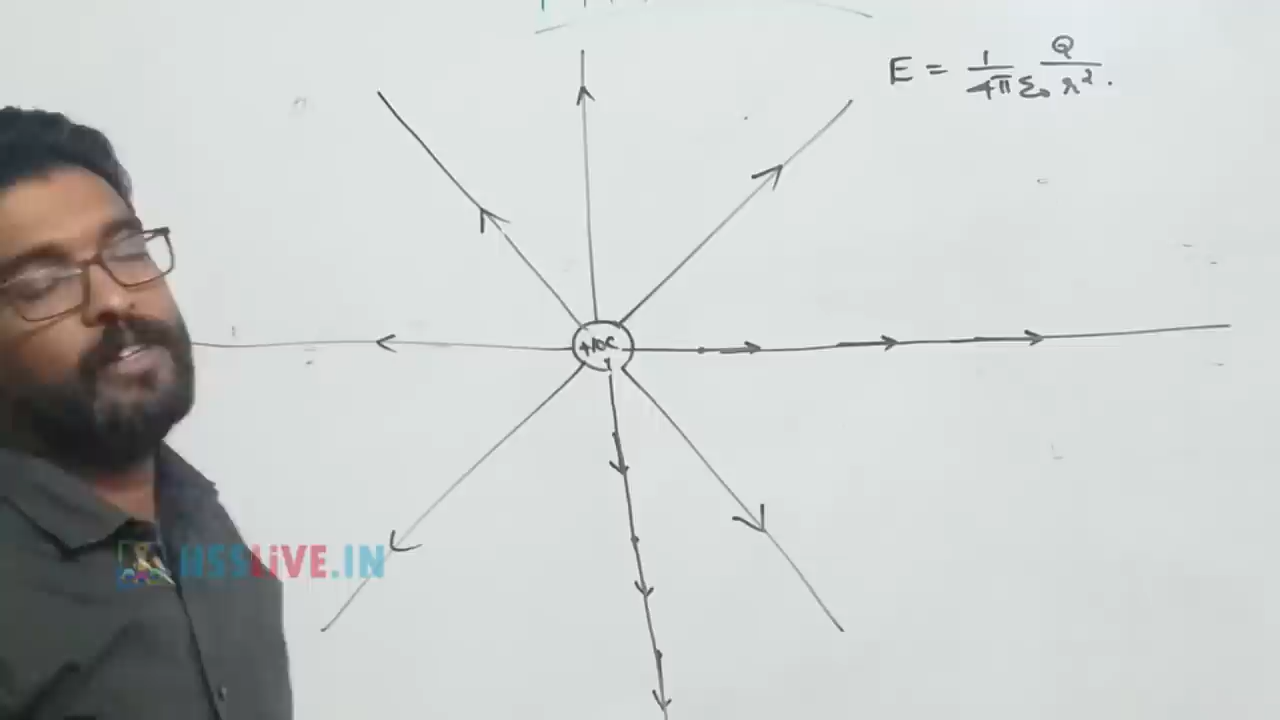 E = 1/4πε₀ Q/r².
+10C
HSSLiVE.IN